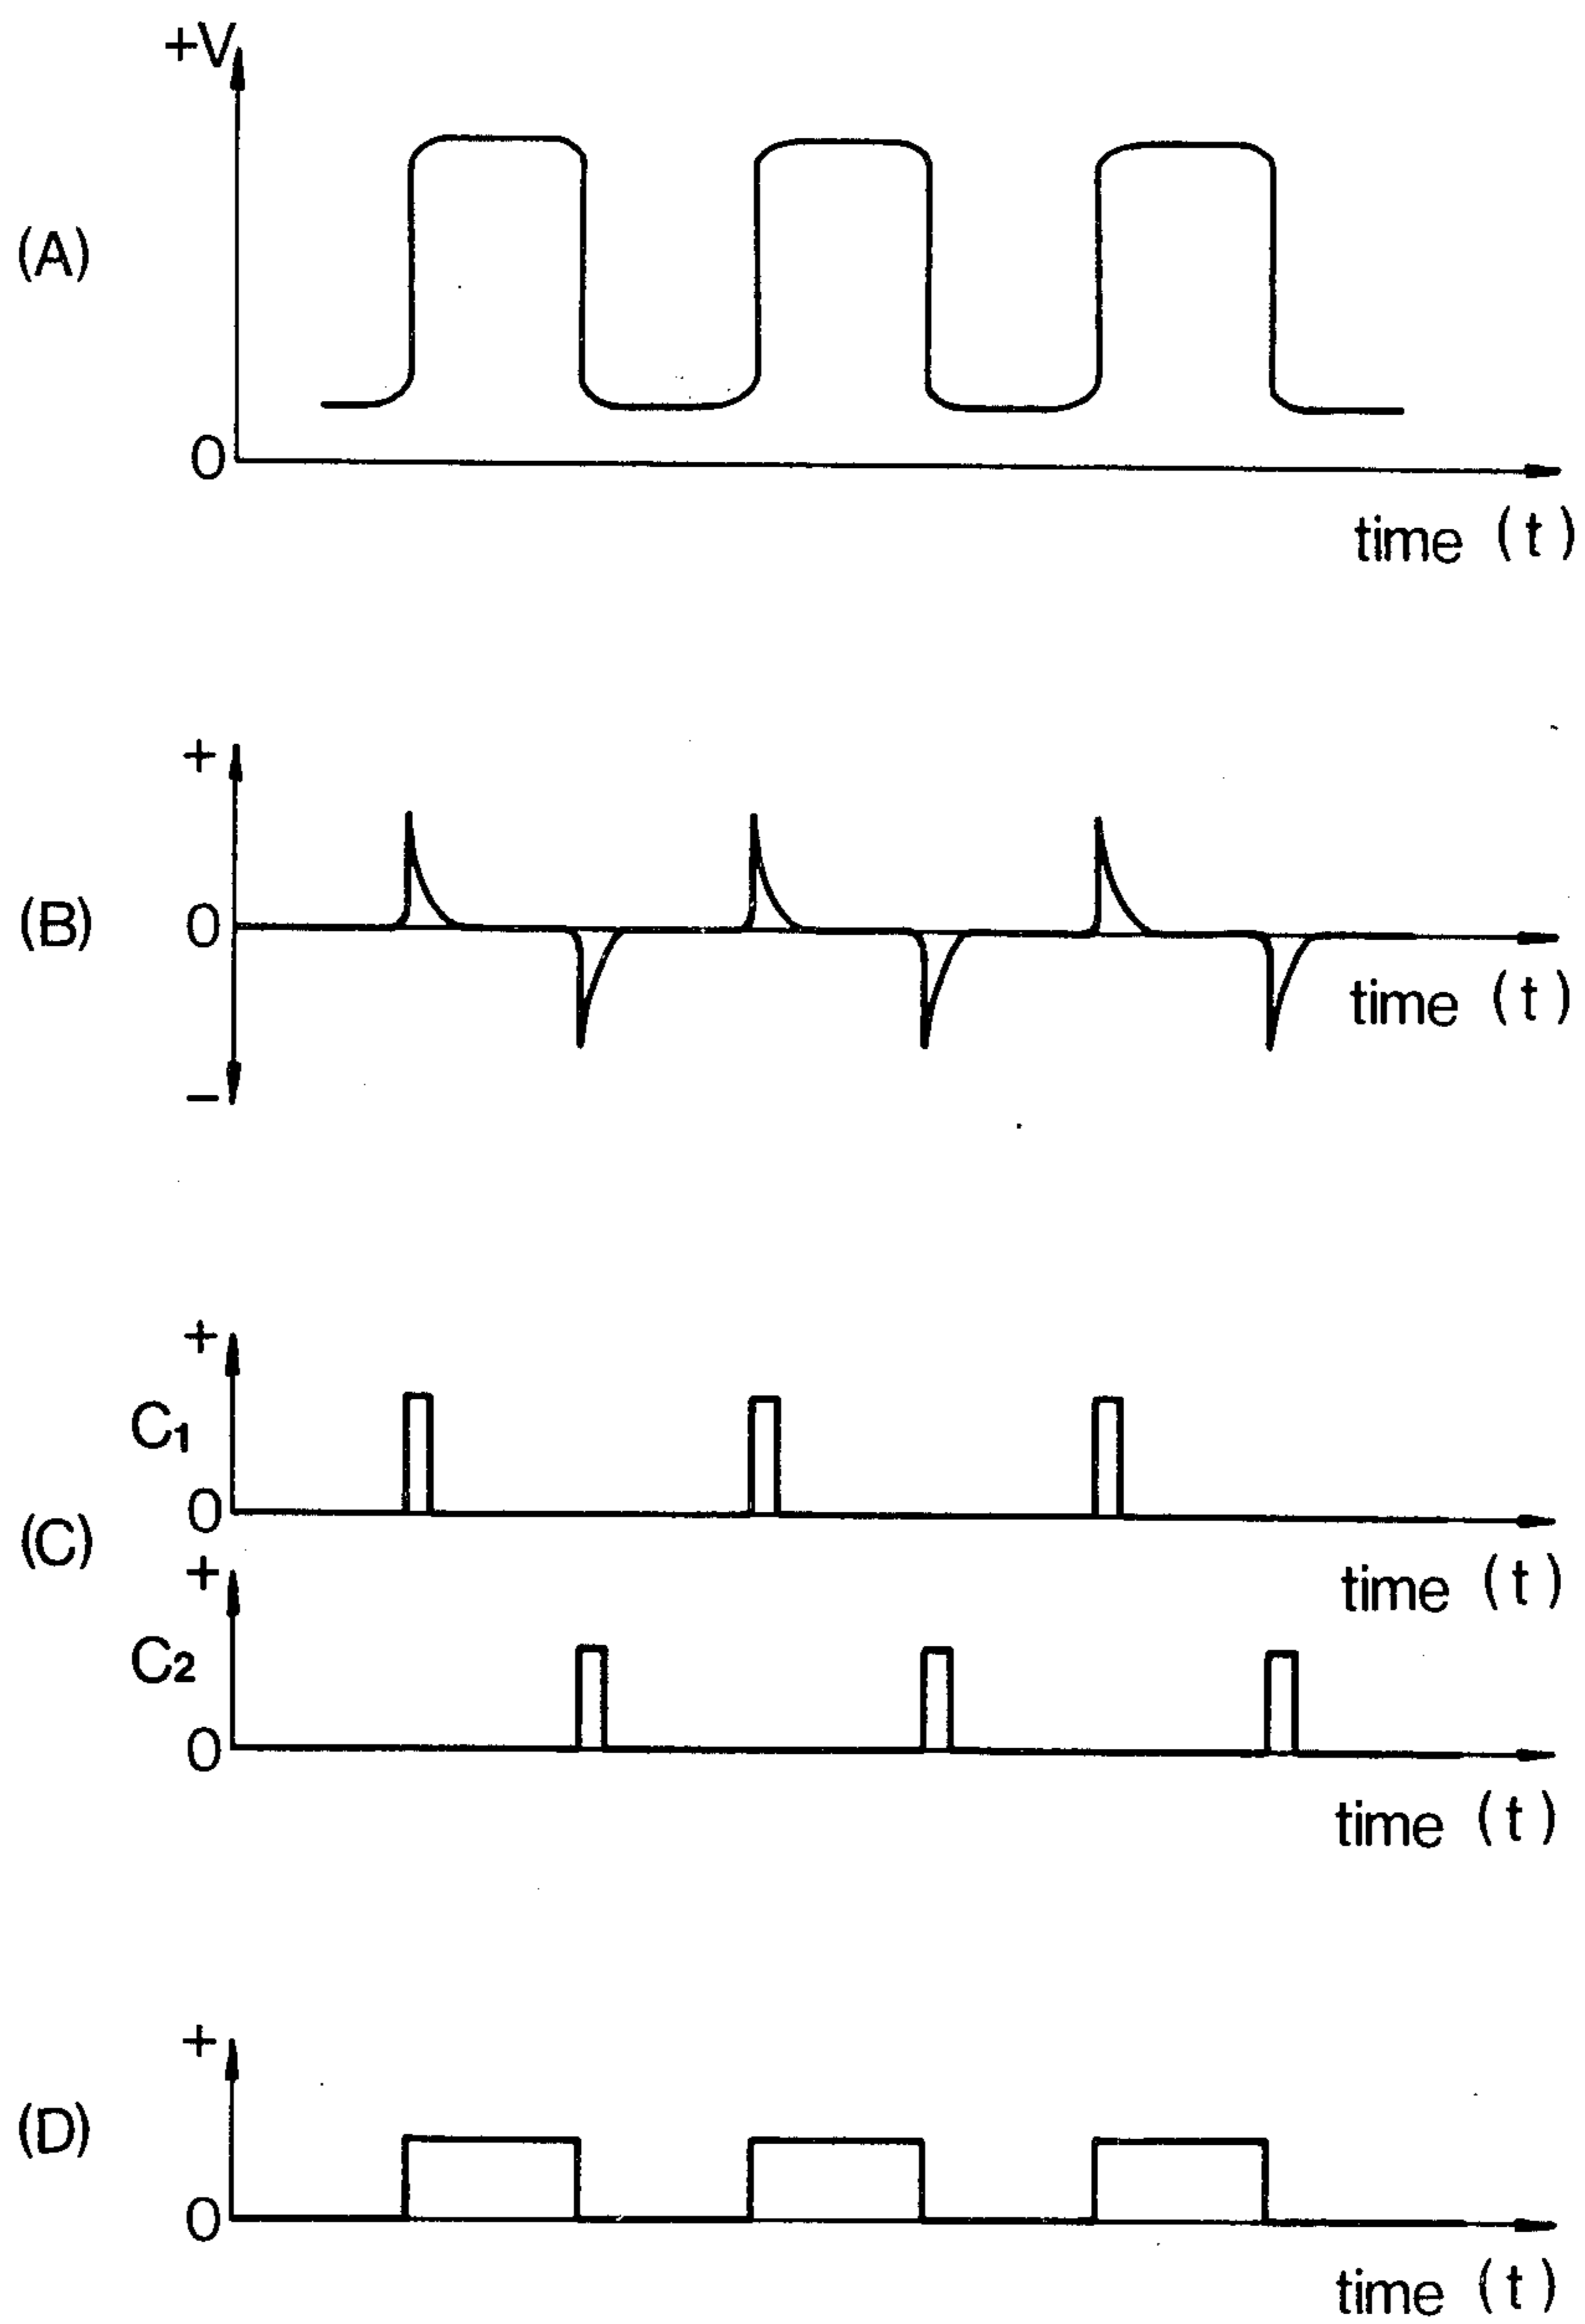 +V
(A)
0
time (t)
+
(B)
0
time (t)
−
+
C1
0
(C)
time (t)
+
C2
0
time (t)
+
(D)
0
time (t)